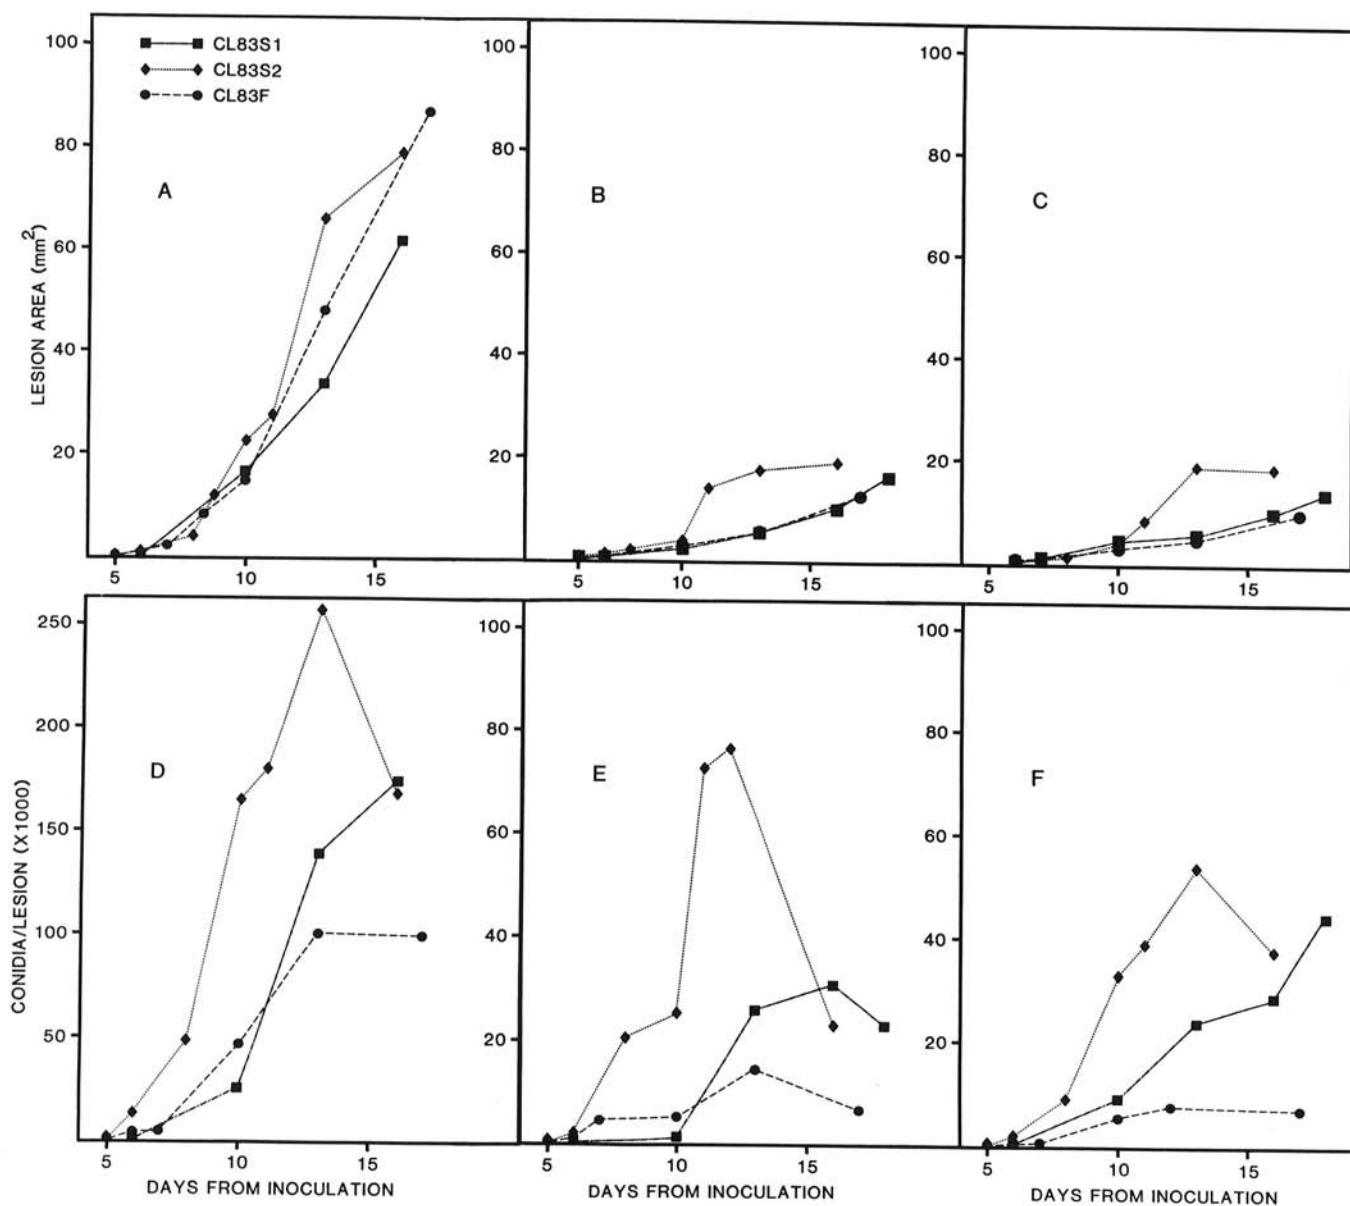 CL83S1
CL83S2
CL83F
A
B
C
LESION AREA (mm2)
100
80
60
40
20
5 10 15
100
80
60
40
20
5 10 15
100
80
60
40
20
5 10 15
D
E
F
CONIDIA/LESION (X1000)
250
200
150
100
50
5 10 15
DAYS FROM INOCULATION
100
80
60
40
20
5 10 15
DAYS FROM INOCULATION
100
80
60
40
20
5 10 15
DAYS FROM INOCULATION